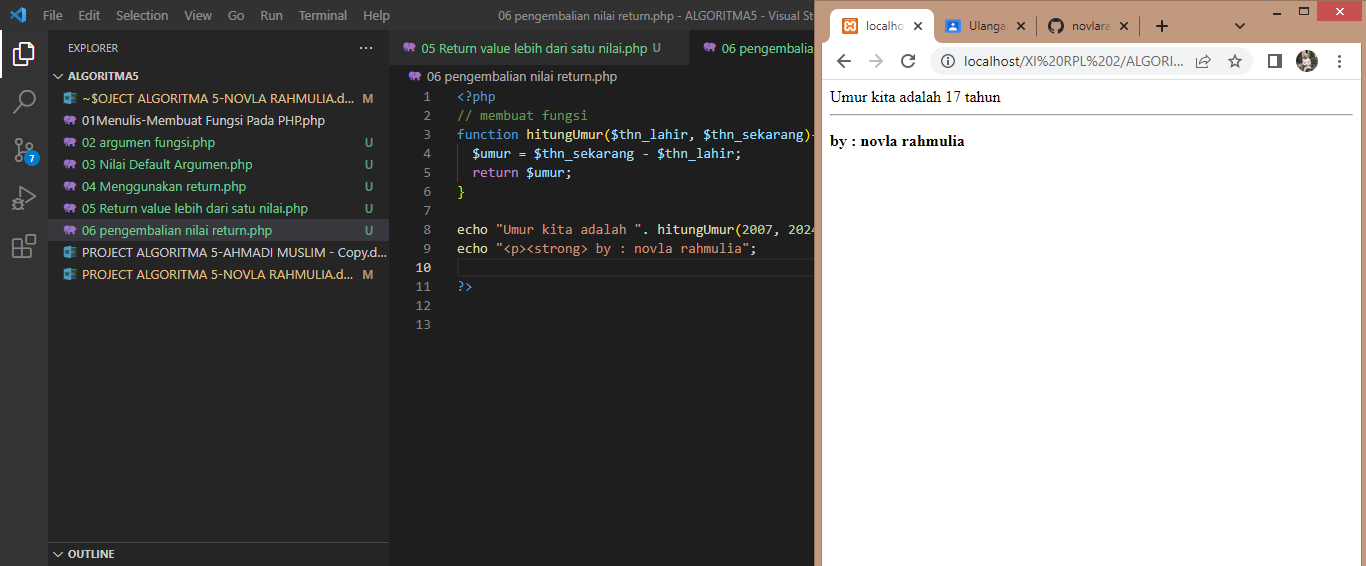 File Edit Selection View Go Run Terminal Help
06 pengembalian nilai return.php - ALGORITMA5 - Visual St
EXPLORER ...
ALGORITMA5
~$OJECT ALGORITMA 5-NOVLA RAHMULIA.d... M
01Menulis-Membuat Fungsi Pada PHP.php
02 argumen fungsi.php U
03 Nilai Default Argumen.php U
04 Menggunakan return.php U
05 Return value lebih dari satu nilai.php U
06 pengembalian nilai return.php U
PROJECT ALGORITMA 5-AHMADI MUSLIM - Copy.d...
PROJECT ALGORITMA 5-NOVLA RAHMULIA.d... M
OUTLINE
7
05 Return value lebih dari satu nilai.php U
06 pengembalian
06 pengembalian nilai return.php
1 <?php
2 // membuat fungsi
3 function hitungUmur($thn_lahir, $thn_sekarang)
4 $umur = $thn_sekarang - $thn_lahir;
5 return $umur;
6 }
7
8 echo "Umur kita adalah ". hitungUmur(2007, 2024
9 echo "<p><strong> by : novla rahmulia";
10
11 ?>
12
13
localho
Ulanga
novlara
localhost/XI%20RPL%202/ALGORI...
Umur kita adalah 17 tahun
by : novla rahmulia